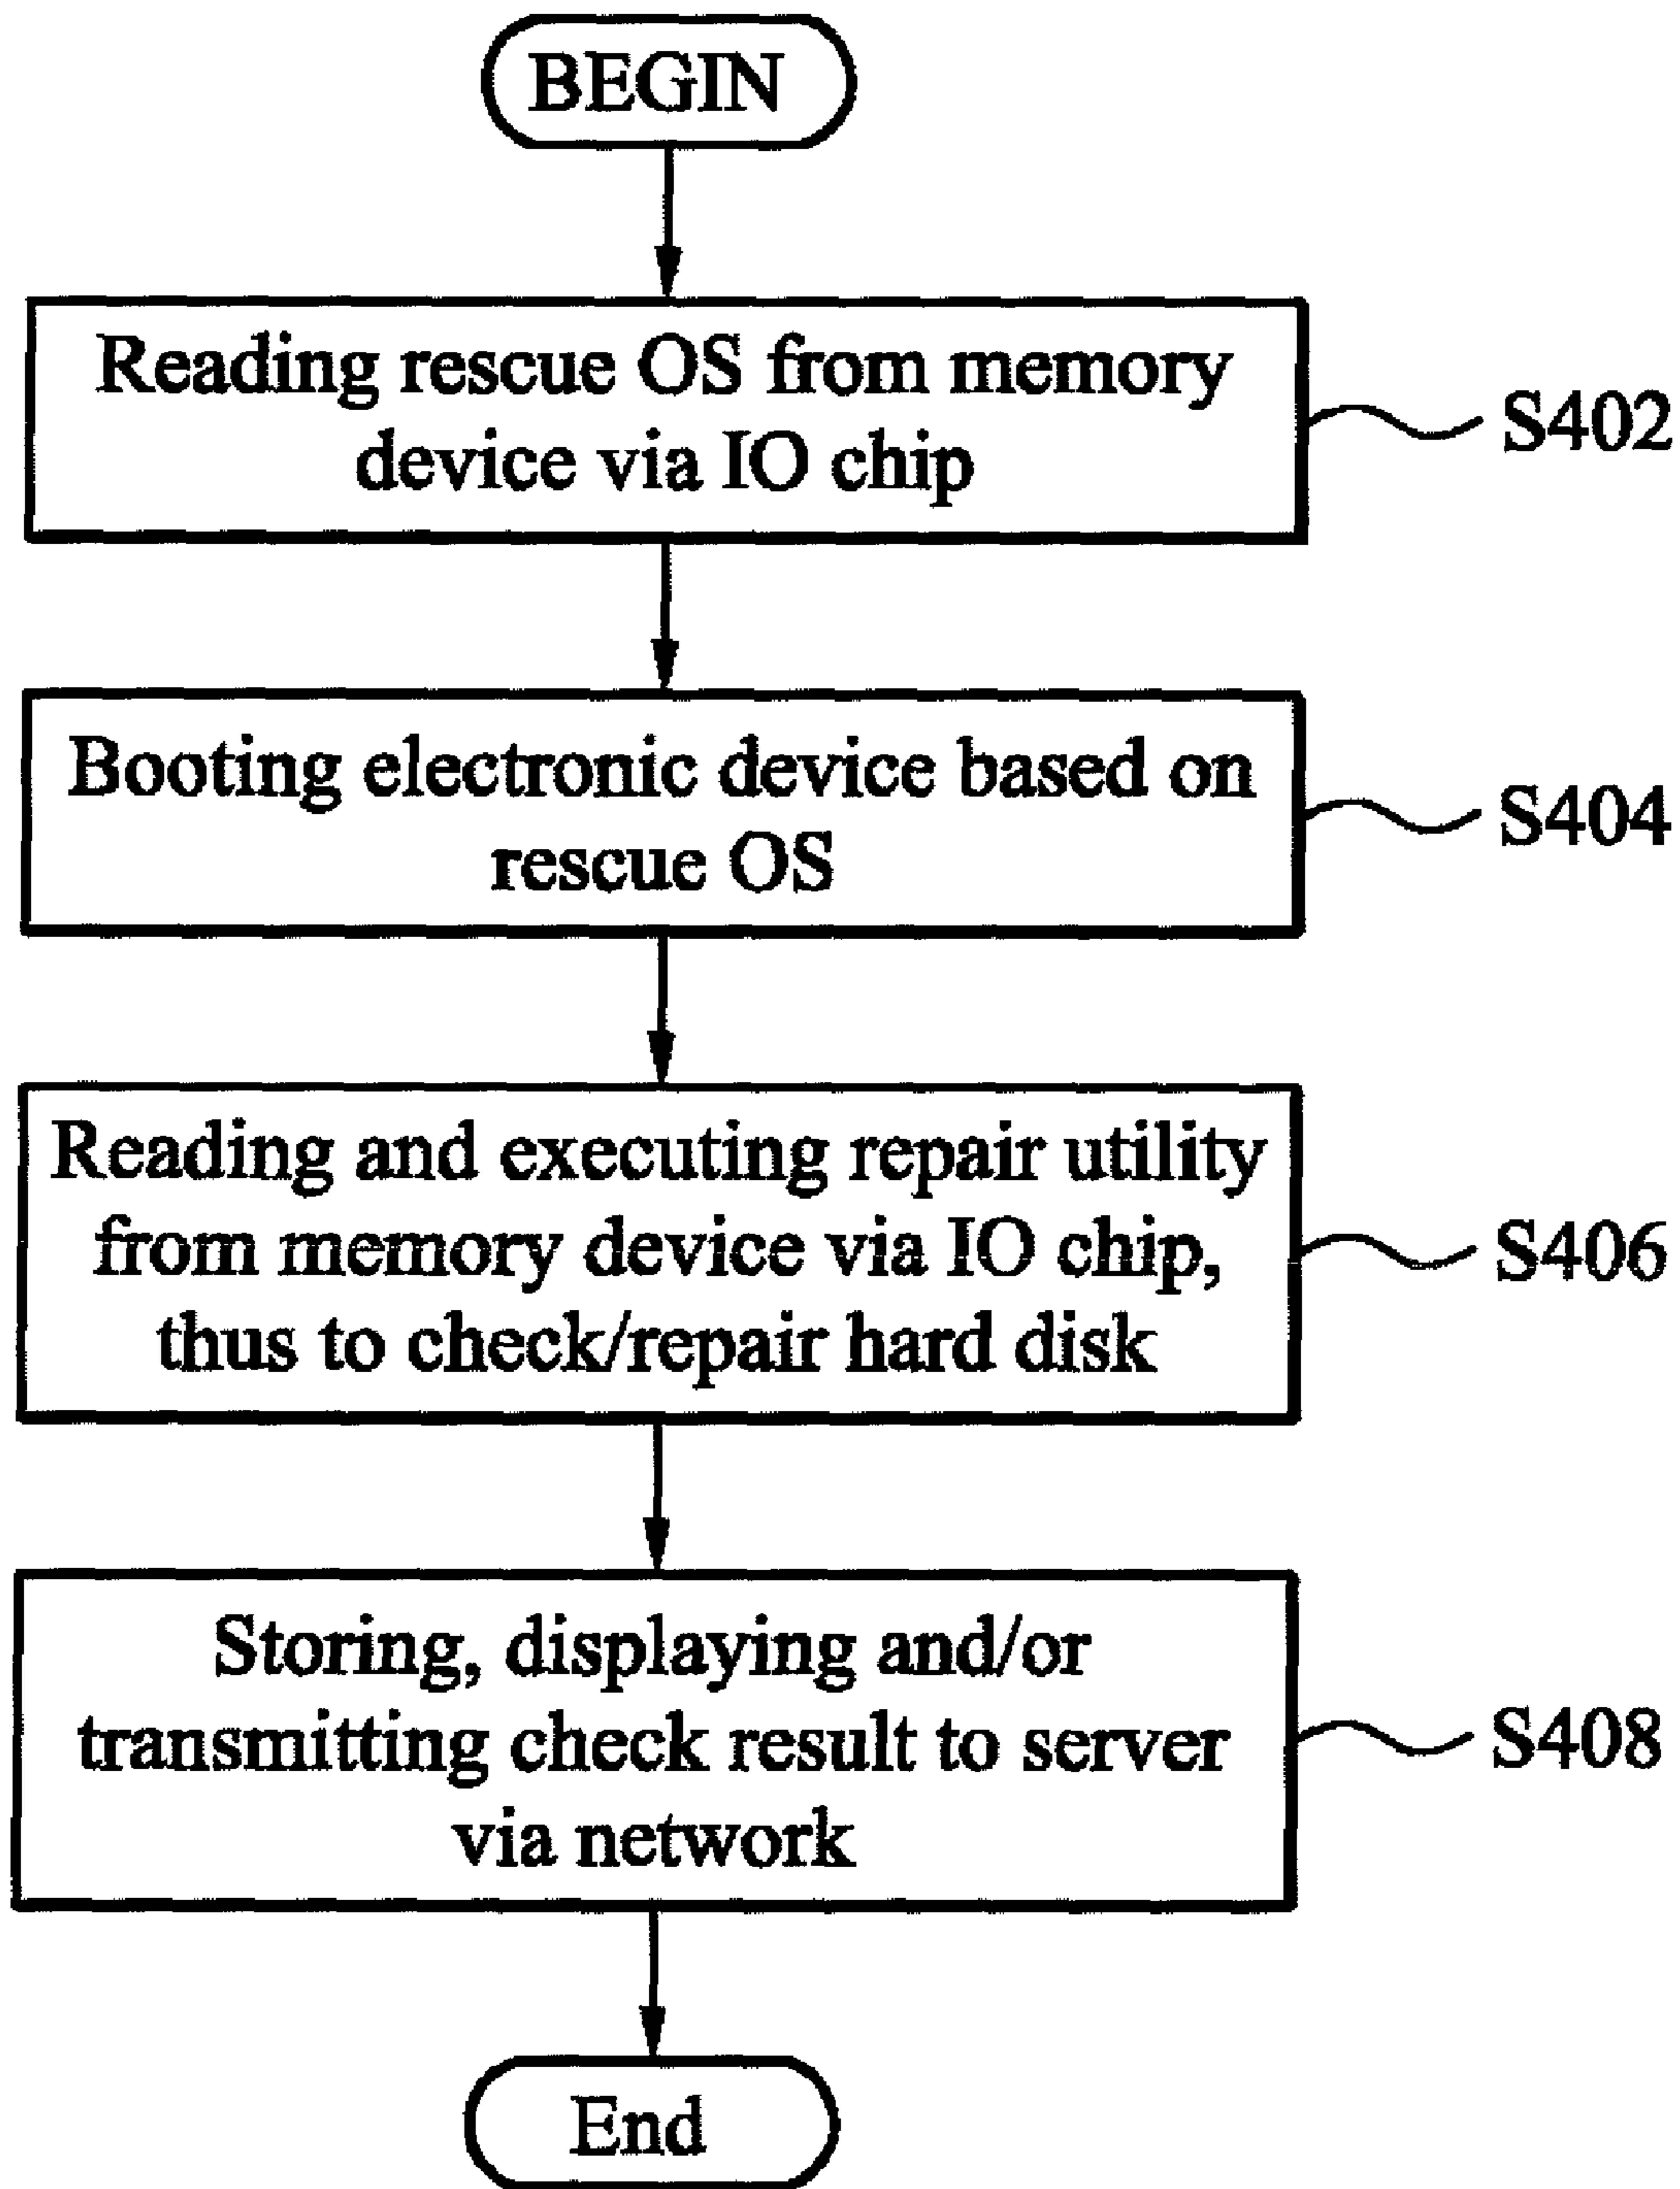 BEGIN
Reading rescue OS from memory
device via IO chip
S402
Booting electronic device based on
rescue OS
S404
Reading and executing repair utility
from memory device via IO chip,
thus to check/repair hard disk
S406
Storing, displaying and/or
transmitting check result to server
via network
S408
End